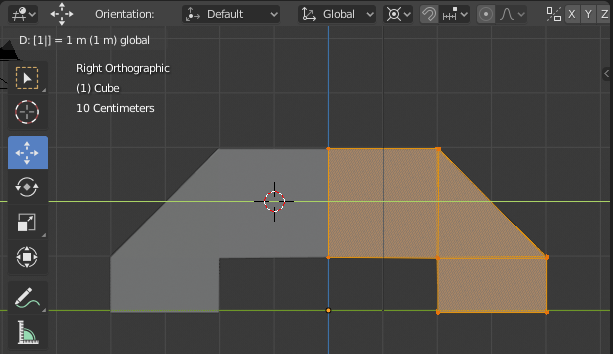 Orientation: Default Global X Y Z
D: [1|] = 1 m (1 m) global
Right Orthographic
(1) Cube
10 Centimeters